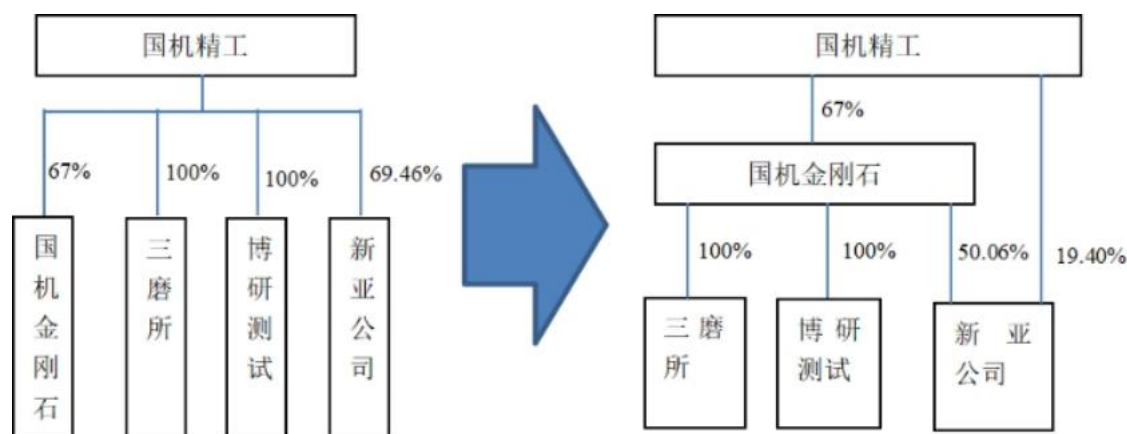 国机精工
67%
100%
100%
69.46%
国机金刚石
三磨所
博研测试
新亚公司
国机精工
67%
国机金刚石
100%
100%
50.06%
19.40%
三磨
所
博研
测试
新亚
公司